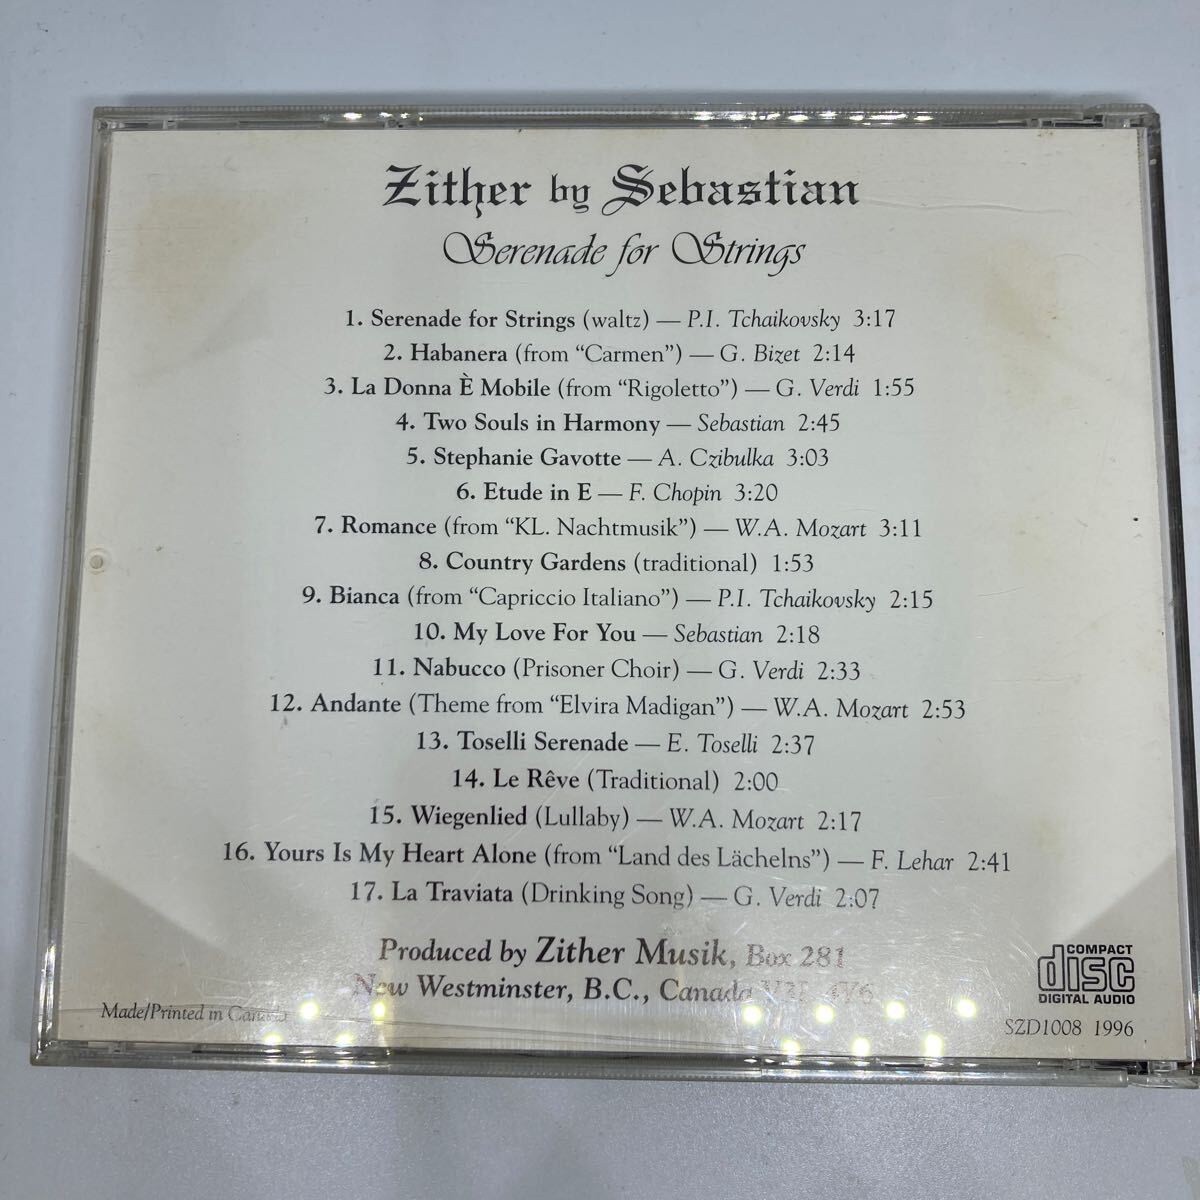 Zither by Sebastian
Serenade for Strings
1. Serenade for Strings (waltz) — P.I. Tchaikovsky 3:17
2. Habanera (from “Carmen”) — G. Bizet 2:14
3. La Donna È Mobile (from “Rigoletto”) — G. Verdi 1:55
4. Two Souls in Harmony — Sebastian 2:45
5. Stephanie Gavotte — A. Czibulka 3:03
6. Etude in E — F. Chopin 3:20
7. Romance (from “KL. Nachtmusik”) — W.A. Mozart 3:11
8. Country Gardens (traditional) 1:53
9. Bianca (from “Capriccio Italiano”) — P.I. Tchaikovsky 2:15
10. My Love For You — Sebastian 2:18
11. Nabucco (Prisoner Choir) — G. Verdi 2:33
12. Andante (Theme from “Elvira Madigan”) — W.A. Mozart 2:53
13. Toselli Serenade — E. Toselli 2:37
14. Le Rêve (Traditional) 2:00
15. Wiegenlied (Lullaby) — W.A. Mozart 2:17
16. Yours Is My Heart Alone (from “Land des Lächelns”) — F. Lehar 2:41
17. La Traviata (Drinking Song) — G. Verdi 2:07
Produced by Zither Musik, Box 281
New Westminster, B.C., Canada
Made/Printed in Canada
COMPACT
disc
DIGITAL AUDIO
SZD1008 1996